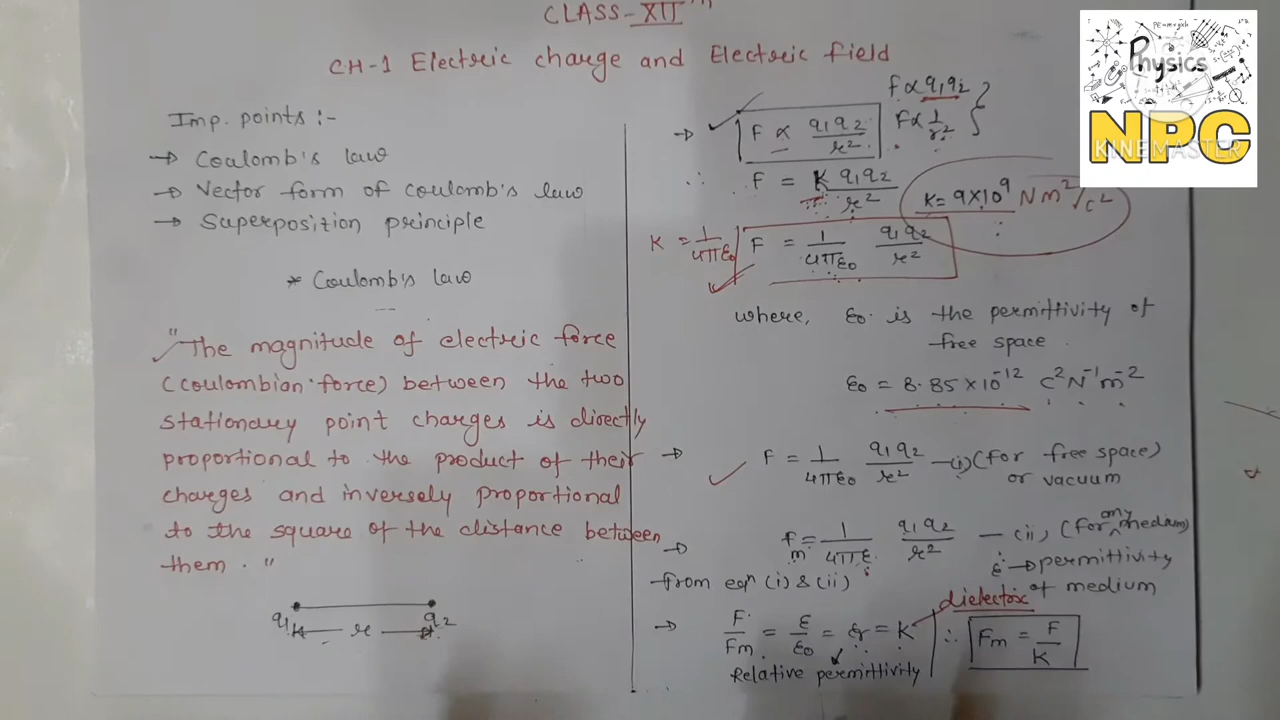 CLASS-XII
CH-1 Electric charge and Electric field
Imp. points :-
→ Coulomb's law
→ Vector form of coulomb's law
→ Superposition principle
* Coulomb's law
"The magnitude of electric force
(coulombian force) between the two
stationary point charges is directly
proportional to the product of their
charges and inversely proportional
to the square of the distance between
them. "
q₁ q₂
r
→ F ∝ q₁q₂/r²
F ∝ q₁q₂
F ∝ 1/r²
∴ F = K q₁q₂/r²
K = 9×10⁹ Nm²/c²
K = 1/4πε₀
F = 1/4πε₀ q₁q₂/r²
where, ε₀ is the permittivity of
free space
ε₀ = 8.85×10⁻¹² C²N⁻¹m⁻²
→ F = 1/4πε₀ q₁q₂/r² —(i) (for free space)
or vacuum
→ Fm = 1/4πε q₁q₂/r² — (ii) (for any medium)
ε → permittivity
of medium
from eqⁿ (i) & (ii)
→ F/Fm = ε/ε₀ = εr = K
dielectric
Relative permittivity
∴ Fm = F/K
Physics
NPC
KINEMASTER